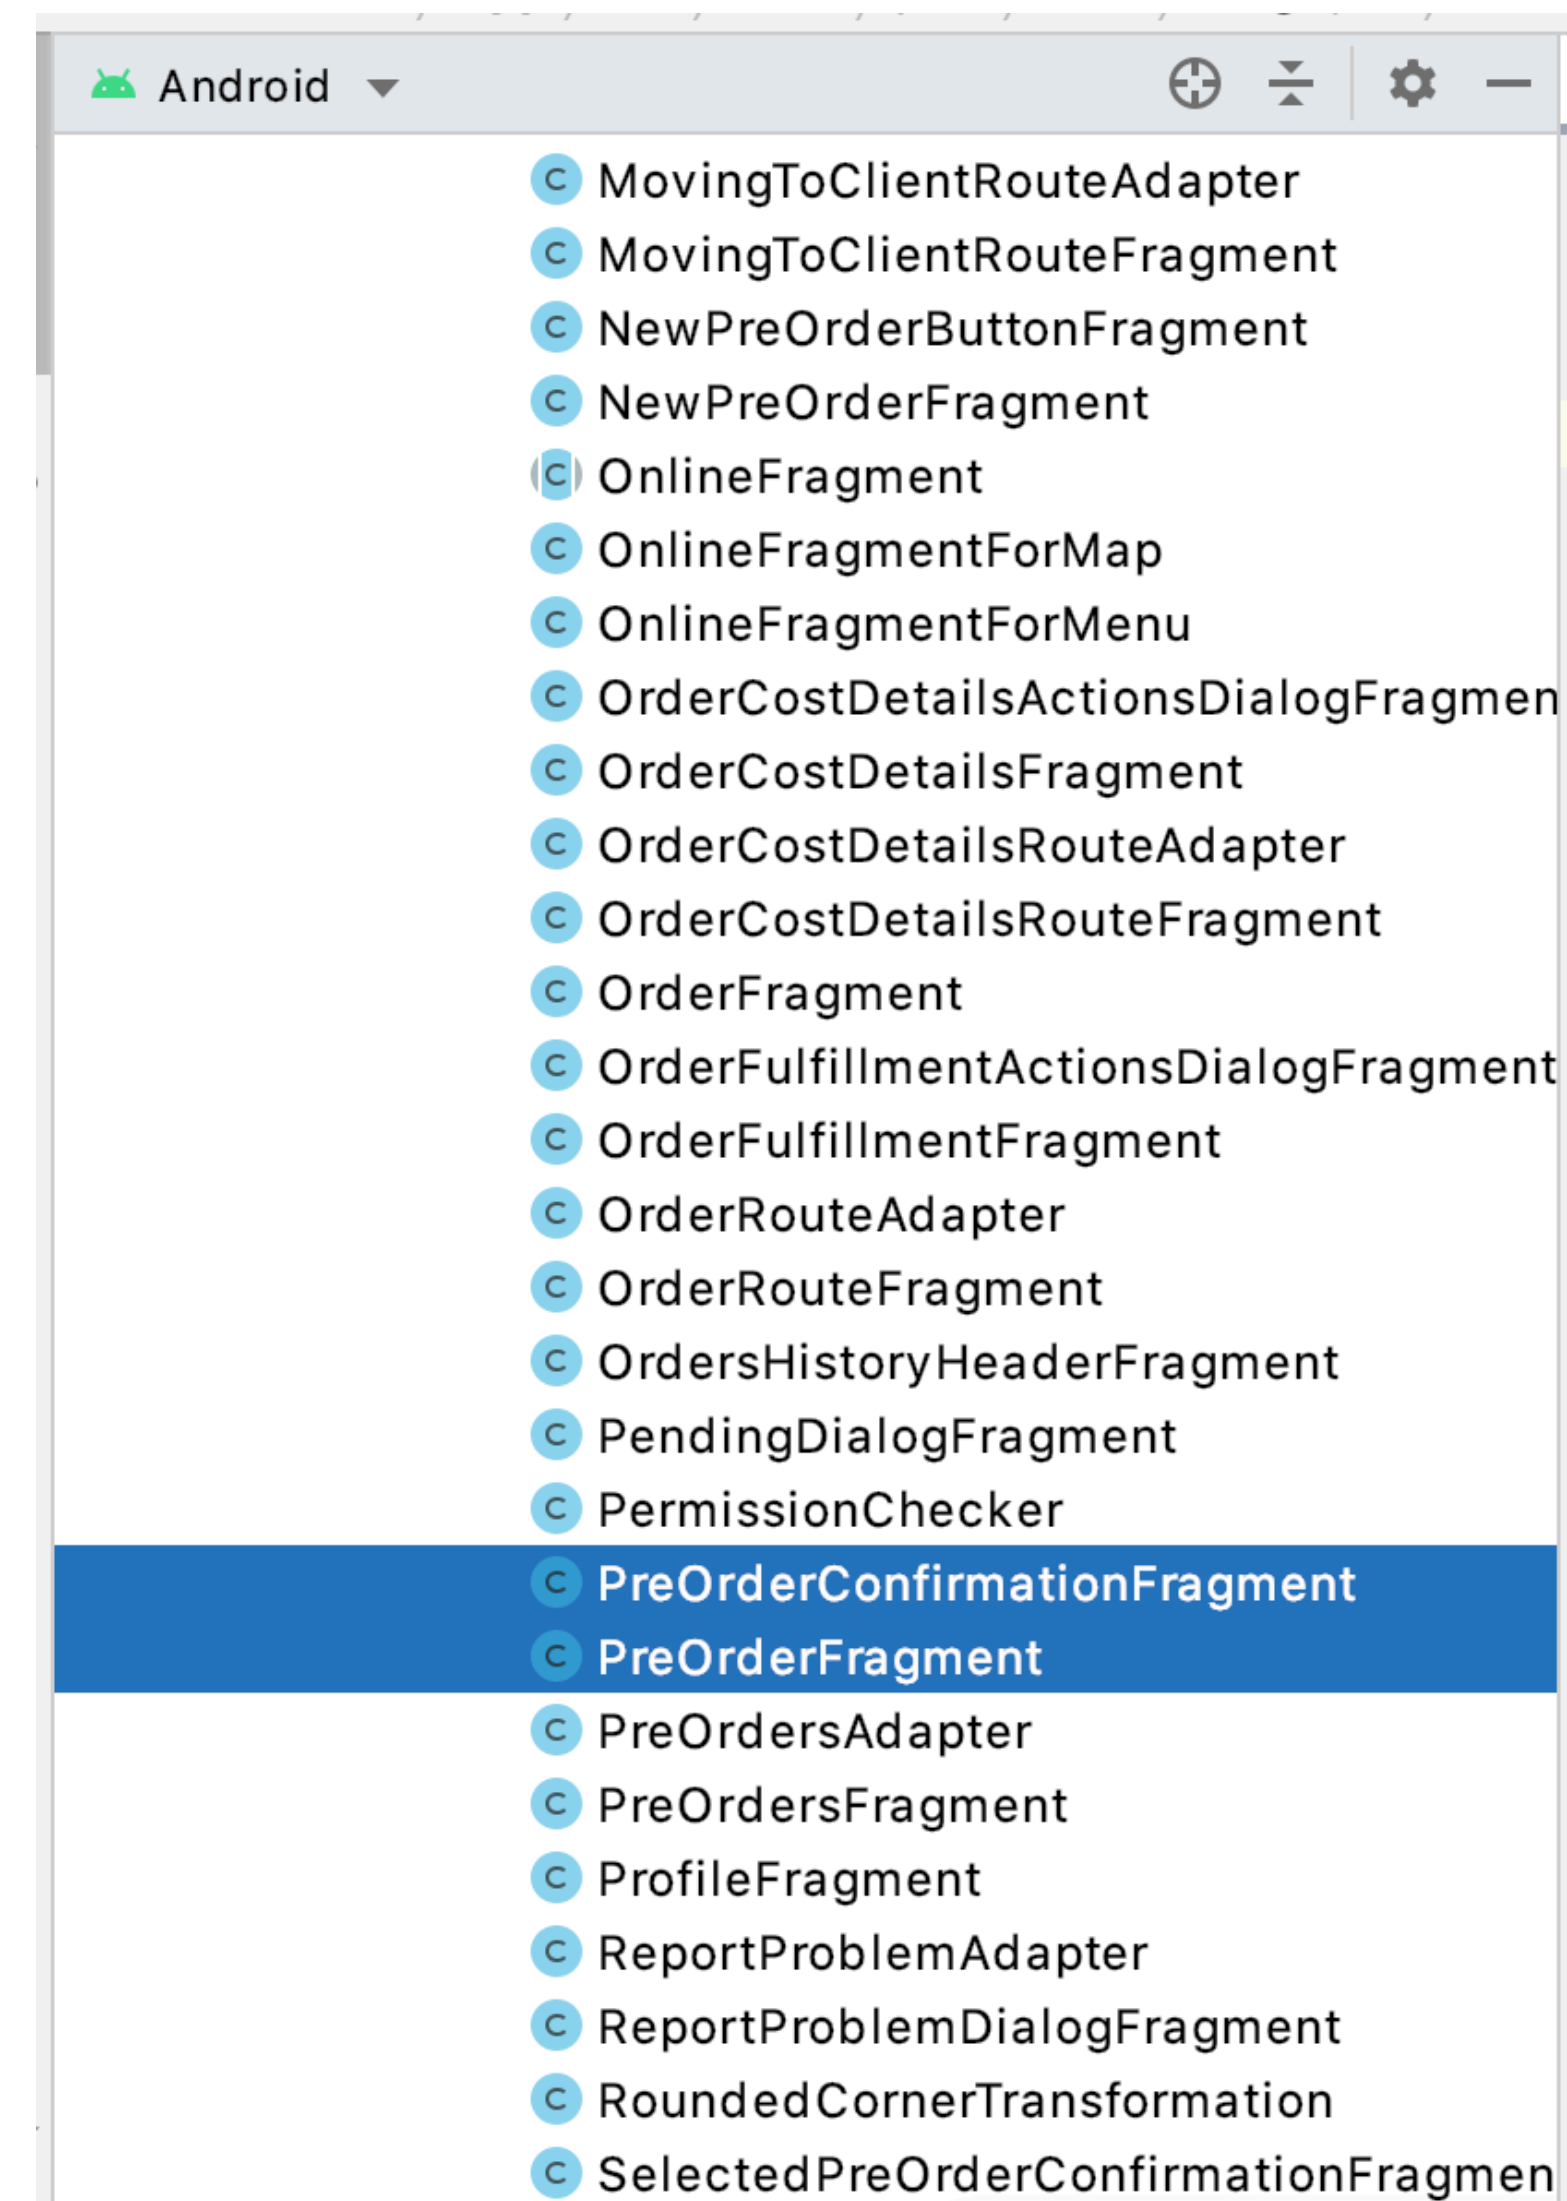 Android
MovingToClientRouteAdapter
MovingToClientRouteFragment
NewPreOrderButtonFragment
NewPreOrderFragment
OnlineFragment
OnlineFragmentForMap
OnlineFragmentForMenu
OrderCostDetailsActionsDialogFragmen
OrderCostDetailsFragment
OrderCostDetailsRouteAdapter
OrderCostDetailsRouteFragment
OrderFragment
OrderFulfillmentActionsDialogFragment
OrderFulfillmentFragment
OrderRouteAdapter
OrderRouteFragment
OrdersHistoryHeaderFragment
PendingDialogFragment
PermissionChecker
PreOrderConfirmationFragment
PreOrderFragment
PreOrdersAdapter
PreOrdersFragment
ProfileFragment
ReportProblemAdapter
ReportProblemDialogFragment
RoundedCornerTransformation
SelectedPreOrderConfirmationFragmen